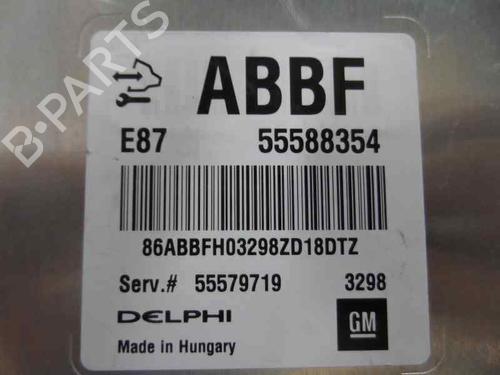 ABBF
E87 55588354
86ABBFH03298ZD18DTZ
Serv.# 55579719 3298
DELPHI GM
Made in Hungary
B-PARTS